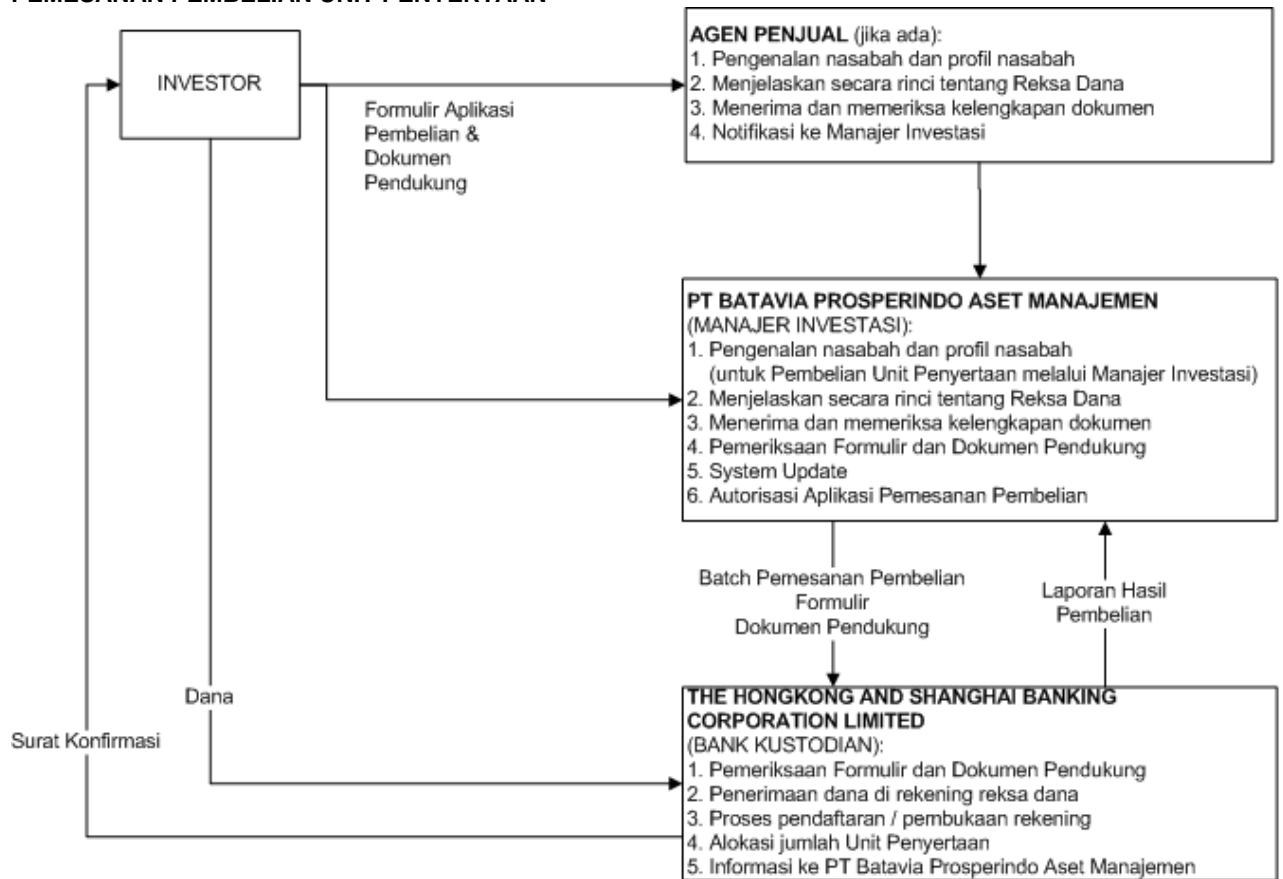 PEMESANAN PEMBELIAN UNIT PENYERTAAN
INVESTOR
Formulir Aplikasi
Pembelian &
Dokumen
Pendukung
AGEN PENJUAL (jika ada):
1. Pengenalan nasabah dan profil nasabah
2. Menjelaskan secara rinci tentang Reksa Dana
3. Menerima dan memeriksa kelengkapan dokumen
4. Notifikasi ke Manajer Investasi
PT BATAVIA PROSPERINDO ASET MANAJEMEN
(MANAJER INVESTASI):
1. Pengenalan nasabah dan profil nasabah
(untuk Pembelian Unit Penyertaan melalui Manajer Investasi)
2. Menjelaskan secara rinci tentang Reksa Dana
3. Menerima dan memeriksa kelengkapan dokumen
4. Pemeriksaan Formulir dan Dokumen Pendukung
5. System Update
6. Autorisasi Aplikasi Pemesanan Pembelian
Batch Pemesanan Pembelian
Formulir
Dokumen Pendukung
Laporan Hasil
Pembelian
Dana
Surat Konfirmasi
THE HONGKONG AND SHANGHAI BANKING
CORPORATION LIMITED
(BANK KUSTODIAN):
1. Pemeriksaan Formulir dan Dokumen Pendukung
2. Penerimaan dana di rekening reksa dana
3. Proses pendaftaran / pembukaan rekening
4. Alokasi jumlah Unit Penyertaan
5. Informasi ke PT Batavia Prosperindo Aset Manajemen